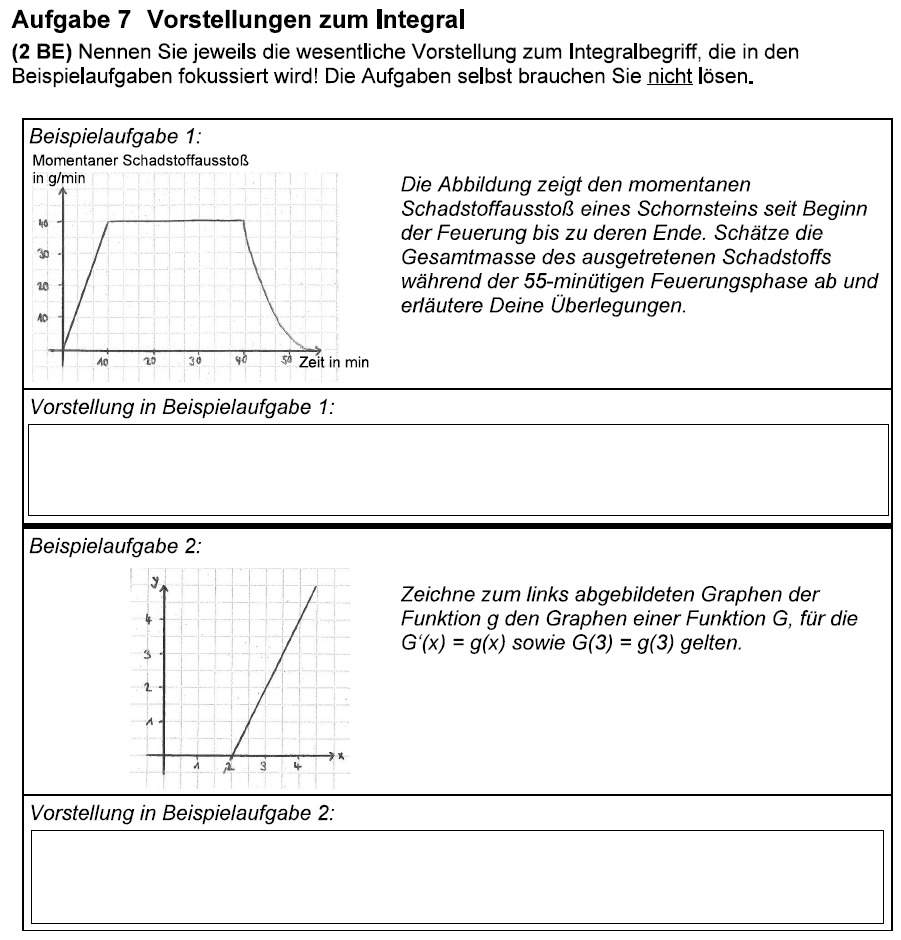 Aufgabe 7 Vorstellungen zum Integral
(2 BE) Nennen Sie jeweils die wesentliche Vorstellung zum Integralbegriff, die in den
Beispielaufgaben fokussiert wird! Die Aufgaben selbst brauchen Sie nicht lösen.
Beispielaufgabe 1:
Momentaner Schadstoffausstoß
in g/min
40
30
20
10
10 20 30 40 50 Zeit in min
Die Abbildung zeigt den momentanen
Schadstoffausstoß eines Schornsteins seit Beginn
der Feuerung bis zu deren Ende. Schätze die
Gesamtmasse des ausgetretenen Schadstoffs
während der 55-minütigen Feuerungsphase ab und
erläutere Deine Überlegungen.
Vorstellung in Beispielaufgabe 1:
Beispielaufgabe 2:
y
4
3
2
1
1 2 3 4 x
Zeichne zum links abgebildeten Graphen der
Funktion g den Graphen einer Funktion G, für die
G'(x) = g(x) sowie G(3) = g(3) gelten.
Vorstellung in Beispielaufgabe 2: